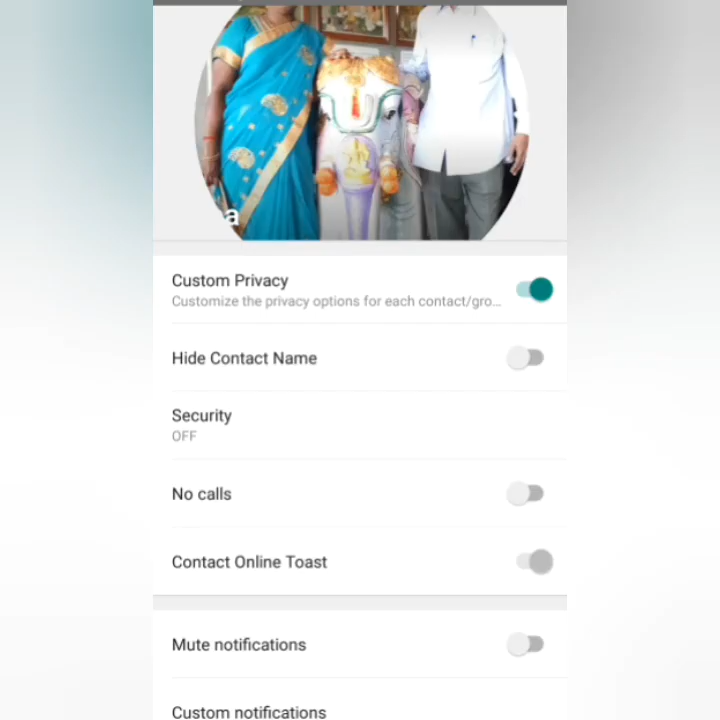 a
Custom Privacy
Customize the privacy options for each contact/gro...
Hide Contact Name
Security
OFF
No calls
Contact Online Toast
Mute notifications
Custom notifications